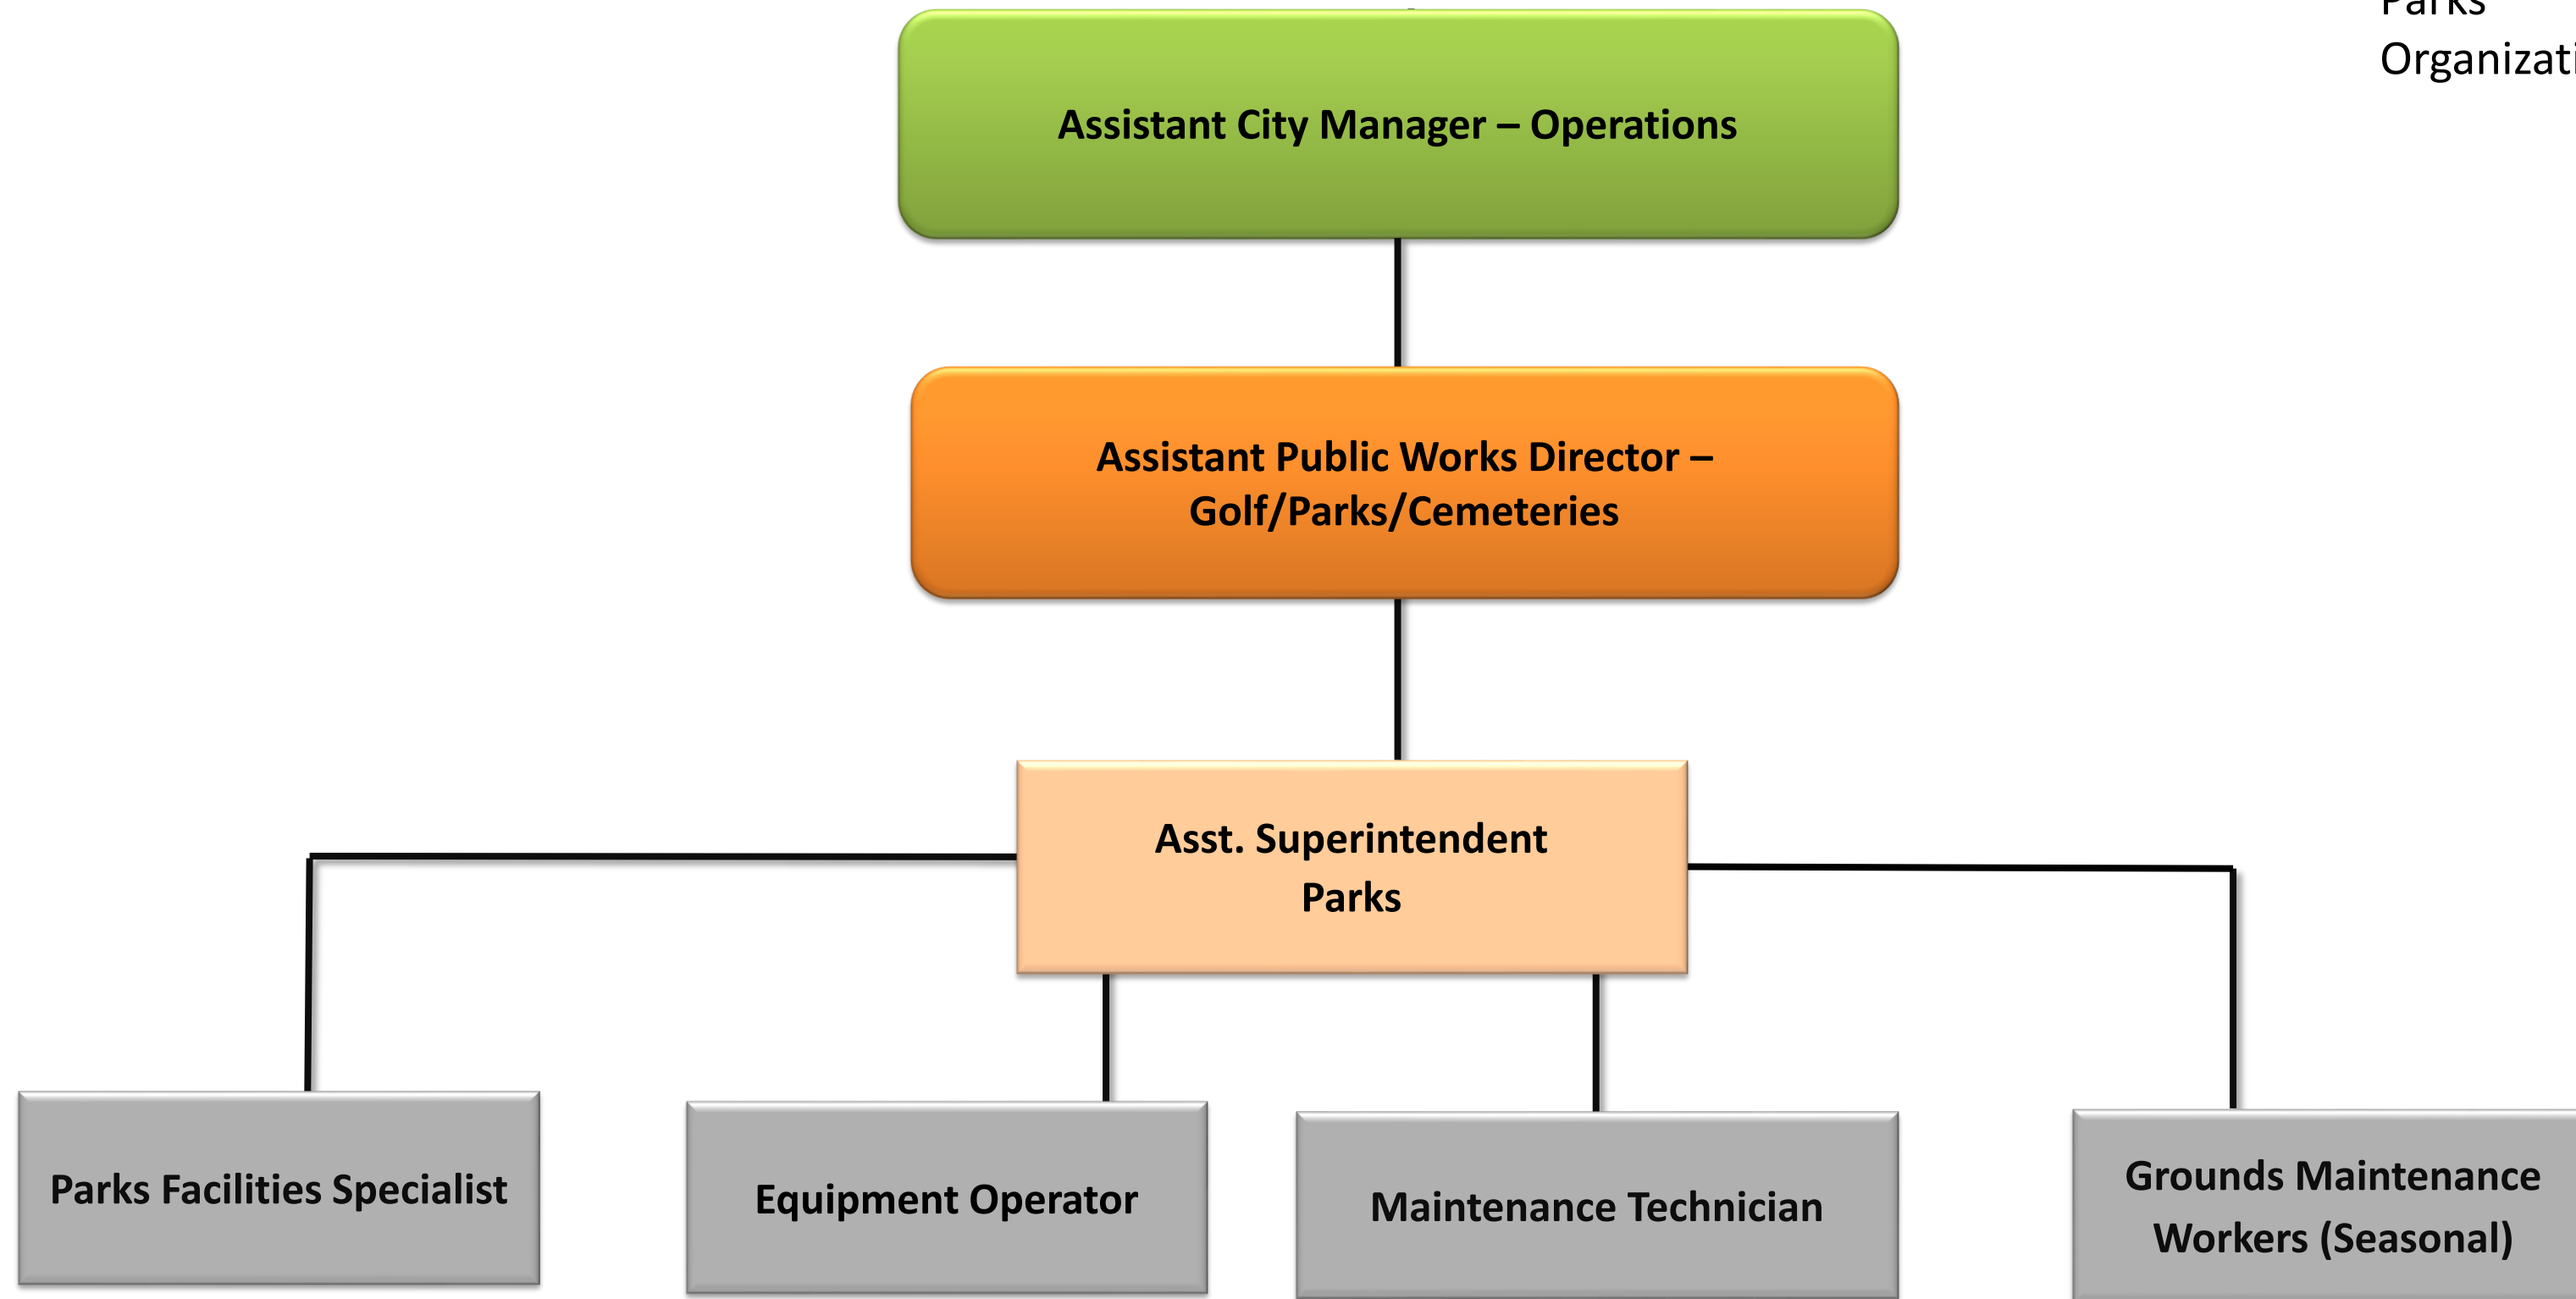 Parks
Assistant City Manager – Operations
Assistant Public Works Director –
Golf/Parks/Cemeteries
Asst. Superintendent
Parks
Parks Facilities Specialist
Equipment Operator
Maintenance Technician
Grounds Maintenance
Workers (Seasonal)